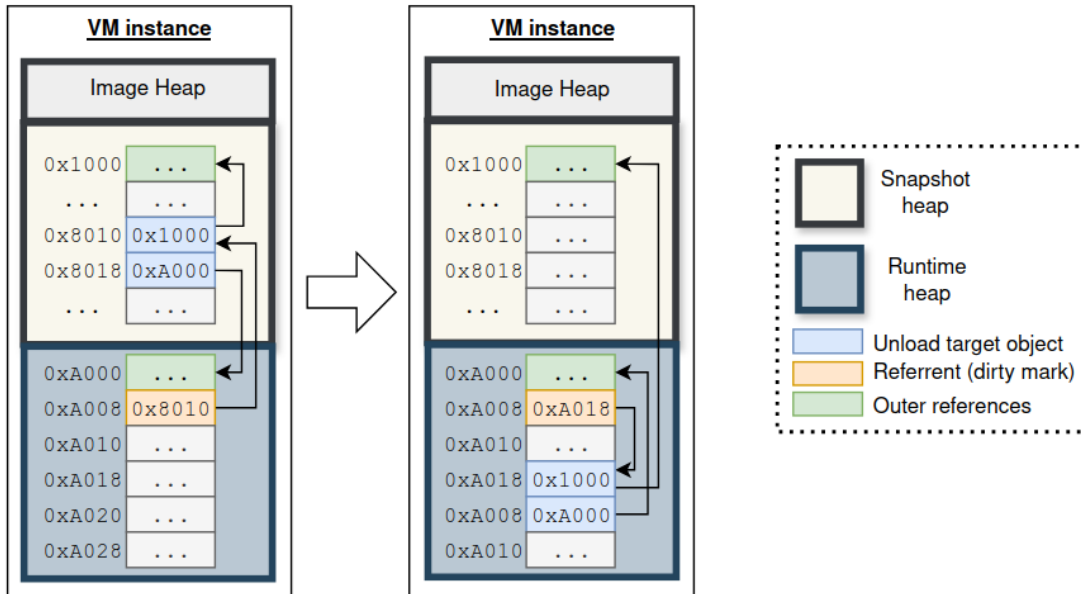 VM instance
Image Heap
0x1000 ...
... ...
0x8010 0x1000
0x8018 0xA000
... ...
0xA000 ...
0xA008 0x8010
0xA010 ...
0xA018 ...
0xA020 ...
0xA028 ...
VM instance
Image Heap
0x1000 ...
... ...
0x8010 ...
0x8018 ...
... ...
0xA000 ...
0xA008 0xA018
0xA010 ...
0xA018 0x1000
0xA008 0xA000
0xA010 ...
Snapshot
heap
Runtime
heap
Unload target object
Referrent (dirty mark)
Outer references